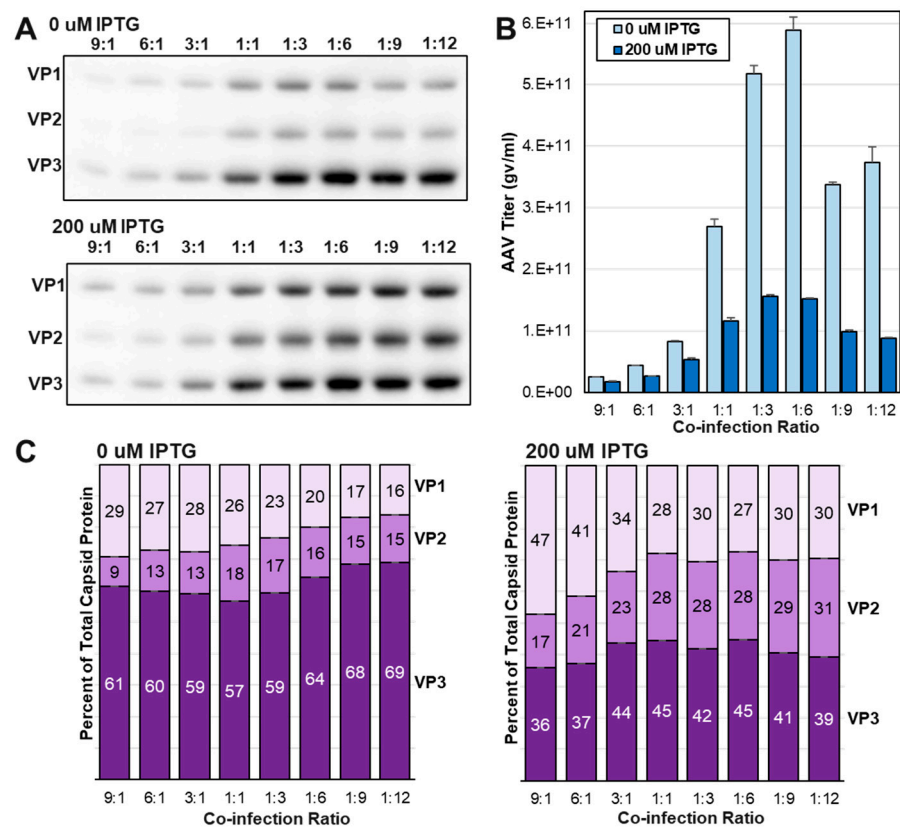 A
0 uM IPTG
9:1 6:1 3:1 1:1 1:3 1:6 1:9 1:12
VP1
VP2
VP3
200 uM IPTG
9:1 6:1 3:1 1:1 1:3 1:6 1:9 1:12
VP1
VP2
VP3
B
0 uM IPTG
200 uM IPTG
AAV Titer (gv/ml)
6.E+11
5.E+11
4.E+11
3.E+11
2.E+11
1.E+11
0.E+00
9:1 6:1 3:1 1:1 1:3 1:6 1:9 1:12
Co-infection Ratio
C
0 uM IPTG
Percent of Total Capsid Protein
29 27 28 26 23 20 17 16
9 13 13 18 17 16 15 15
61 60 59 57 59 64 68 69
VP1
VP2
VP3
9:1 6:1 3:1 1:1 1:3 1:6 1:9 1:12
Co-infection Ratio
200 uM IPTG
Percent of Total Capsid Protein
47 41 34 28 30 27 30 30
17 21 23 28 28 28 29 31
36 37 44 45 42 45 41 39
VP1
VP2
VP3
9:1 6:1 3:1 1:1 1:3 1:6 1:9 1:12
Co-infection Ratio